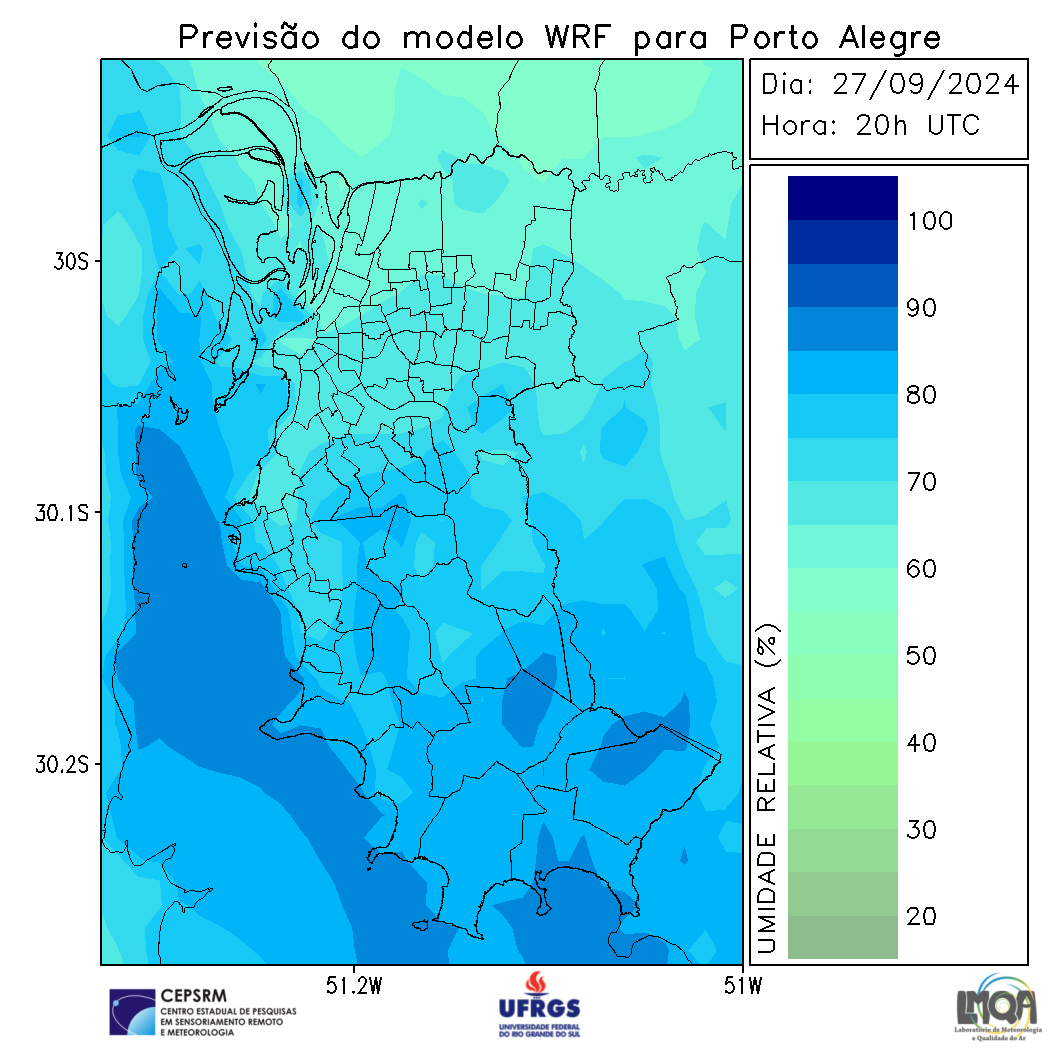 Previsão do modelo WRF para Porto Alegre
Dia: 27/09/2024
Hora: 20h UTC
30S
30.1S
30.2S
51.2W
51W
100
90
80
70
60
50
40
30
20
UMIDADE RELATIVA (%)
CEPSRM
CENTRO ESTADUAL DE PESQUISAS
EM SENSORIAMENTO REMOTO
E METEOROLOGIA
UFRGS
UNIVERSIDADE FEDERAL
DO RIO GRANDE DO SUL
LMQA
Laboratório de Meteorologia
e Qualidade do Ar